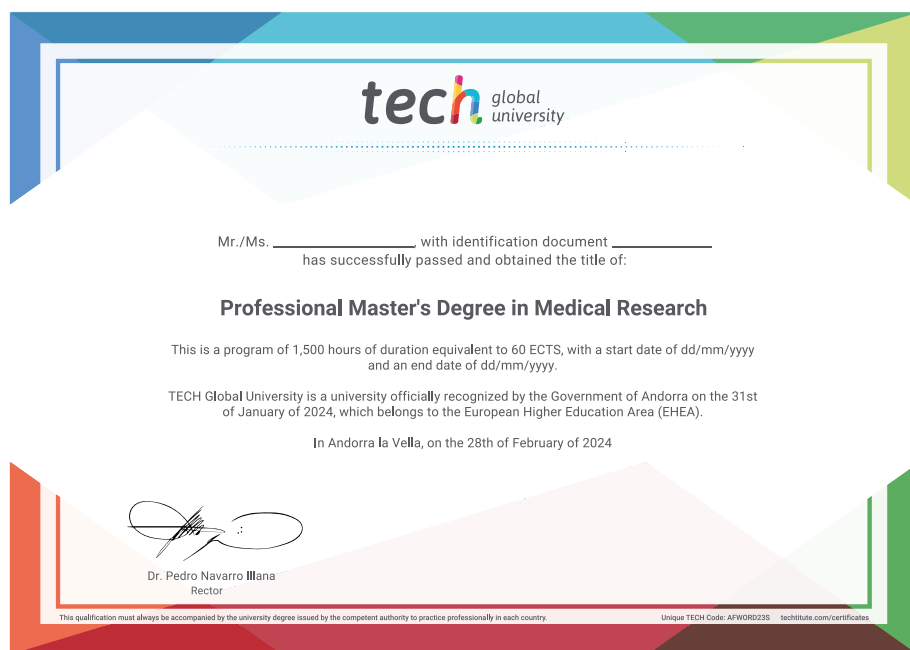 tech global
university
Mr./Ms. ________________, with identification document ____________
has successfully passed and obtained the title of:
Professional Master's Degree in Medical Research
This is a program of 1,500 hours of duration equivalent to 60 ECTS, with a start date of dd/mm/yyyy
and an end date of dd/mm/yyyy.
TECH Global University is a university officially recognized by the Government of Andorra on the 31st
of January of 2024, which belongs to the European Higher Education Area (EHEA).
In Andorra la Vella, on the 28th of February of 2024
Dr. Pedro Navarro Illana
Rector
This qualification must always be accompanied by the university degree issued by the competent authority to practice professionally in each country.
Unique TECH Code: AFWORD23S techtitute.com/certificates